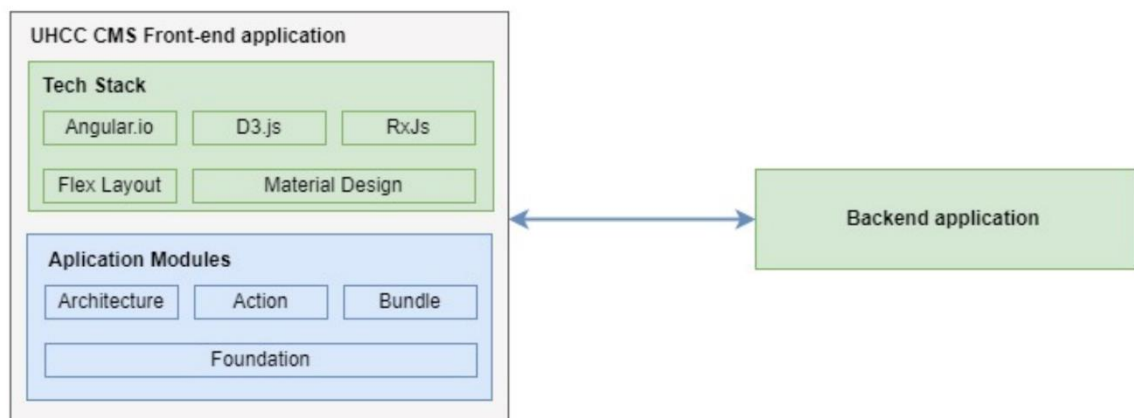 UHCC CMS Front-end application
Tech Stack
Angular.io
D3.js
RxJs
Flex Layout
Material Design
Aplication Modules
Architecture
Action
Bundle
Foundation
Backend application